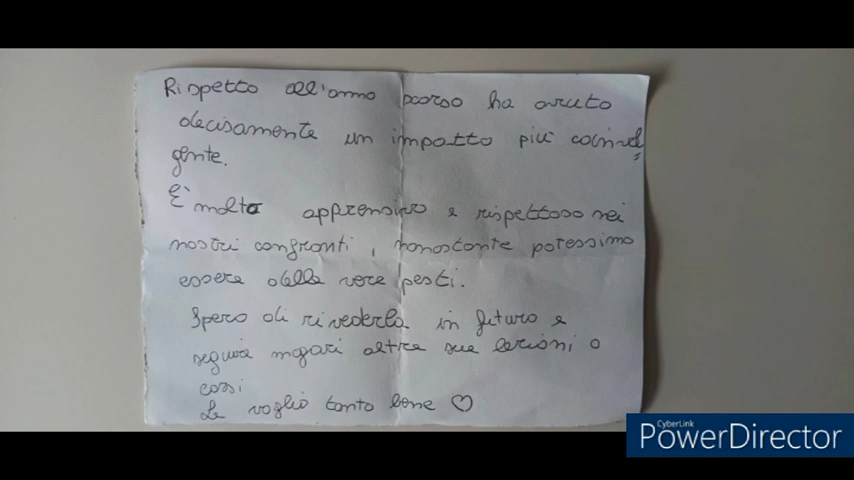 Rispetto all'anno scorso ha avuto
decisamente un impatto più coinvol
gente.
È molto apprensivo e rispettoso nei
nostri confronti, nonostante potessimo
essere delle vere pesti.
Spero di rivederla in futuro e
seguire magari altre sue lezioni o
così
Le voglio tanto bene ♡
CyberLink
PowerDirector